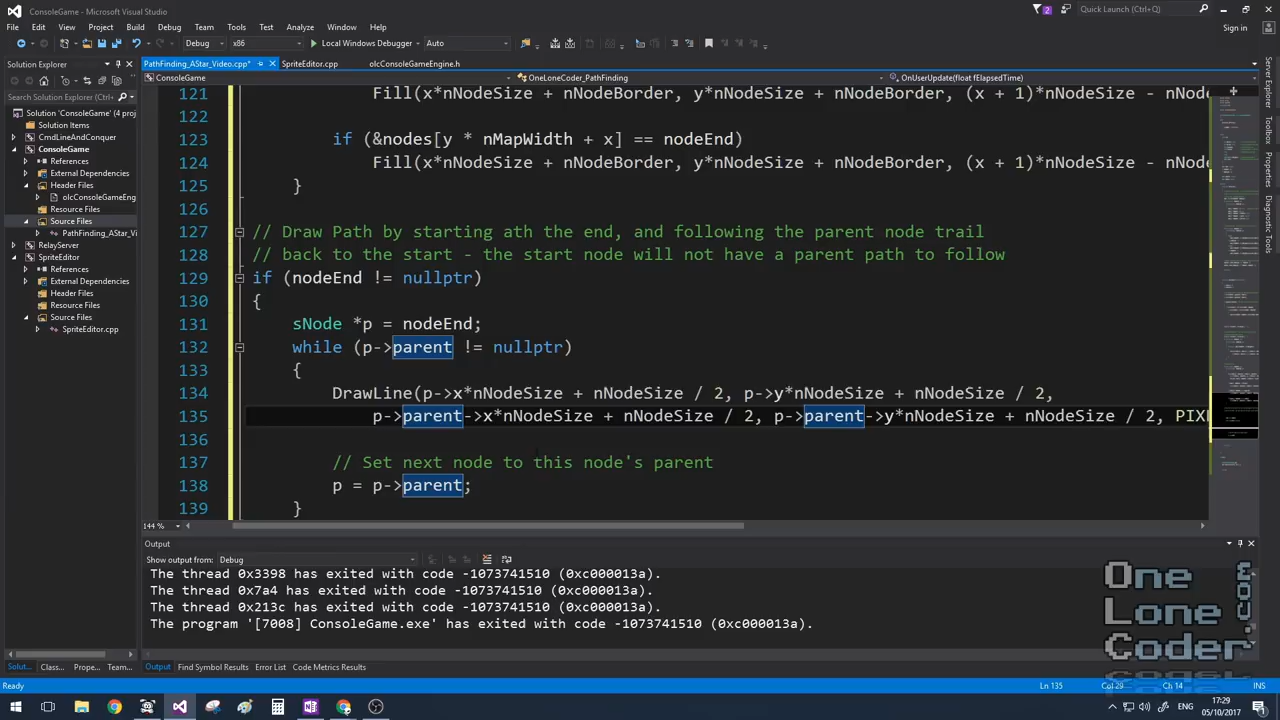 ConsoleGame - Microsoft Visual Studio
2
Quick Launch (Ctrl+Q)
File Edit View Project Build Debug Team Tools Test Analyze Window Help
Sign in
Debug x86 Local Windows Debugger Auto
Solution Explorer
PathFinding_AStar_Video.cpp* SpriteEditor.cpp olcConsoleGameEngine.h
ConsoleGame OneLoneCoder_PathFinding OnUserUpdate(float fElapsedTime)
Search Solution Explorer (Ctrl+
Solution 'ConsoleGame' (4 proj
Solution Items
CmdLineAndConquer
ConsoleGame
References
External Dependencies
Header Files
olcConsoleGameEng
Resource Files
Source Files
PathFinding_AStar_Vi
RelayServer
SpriteEditor
References
External Dependencies
Header Files
Resource Files
Source Files
SpriteEditor.cpp
121 Fill(x*nNodeSize + nNodeBorder, y*nNodeSize + nNodeBorder, (x + 1)*nNodeSize - n
122
123 if (&nodes[y * nMapWidth + x] == nodeEnd)
124 Fill(x*nNodeSize + nNodeBorder, y*nNodeSize + nNodeBorder, (x + 1)*nNodeSize - n
125 }
126
127 // Draw Path by starting ath the end, and following the parent node trail
128 // back to the start - the start node will not have a parent path to follow
129 if (nodeEnd != nullptr)
130 {
131 sNode *p = nodeEnd;
132 while (p->parent != nullptr)
133 {
134 DrawLine(p->x*nNodeSize + nNodeSize / 2, p->y*nNodeSize + nNodeSize / 2,
135 p->parent->x*nNodeSize + nNodeSize / 2, p->parent->y*nNodeSize + nNodeSize / 2, PIX
136
137 // Set next node to this node's parent
138 p = p->parent;
139 }
144 %
Server Explorer
Toolbox
Properties
Diagnostic Tools
Output
Show output from: Debug
The thread 0x3398 has exited with code -1073741510 (0xc000013a).
The thread 0x7a4 has exited with code -1073741510 (0xc000013a).
The thread 0x213c has exited with code -1073741510 (0xc000013a).
The program '[7008] ConsoleGame.exe' has exited with code -1073741510 (0xc000013a).
One
Lone
Coder
.com
Solut... Class... Prope... Team... Output Find Symbol Results Error List Code Metrics Results
Ready Ln 135 Col 29 Ch 14 INS
ENG 17:29
05/10/2017